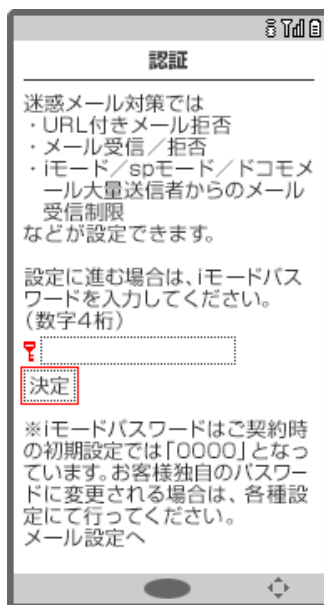 認証
迷惑メール対策では
・URL付きメール拒否
・メール受信／拒否
・iモード／spモード／ドコモメ
ール大量送信者からのメール
受信制限
などが設定できます。
設定に進む場合は、iモードパス
ワードを入力してください。
(数字4桁)
決定
※iモードパスワードはご契約時
の初期設定では「0000」となっ
ています。お客様独自のパスワー
ドに変更される場合は、各種設
定にて行ってください。
メール設定へ